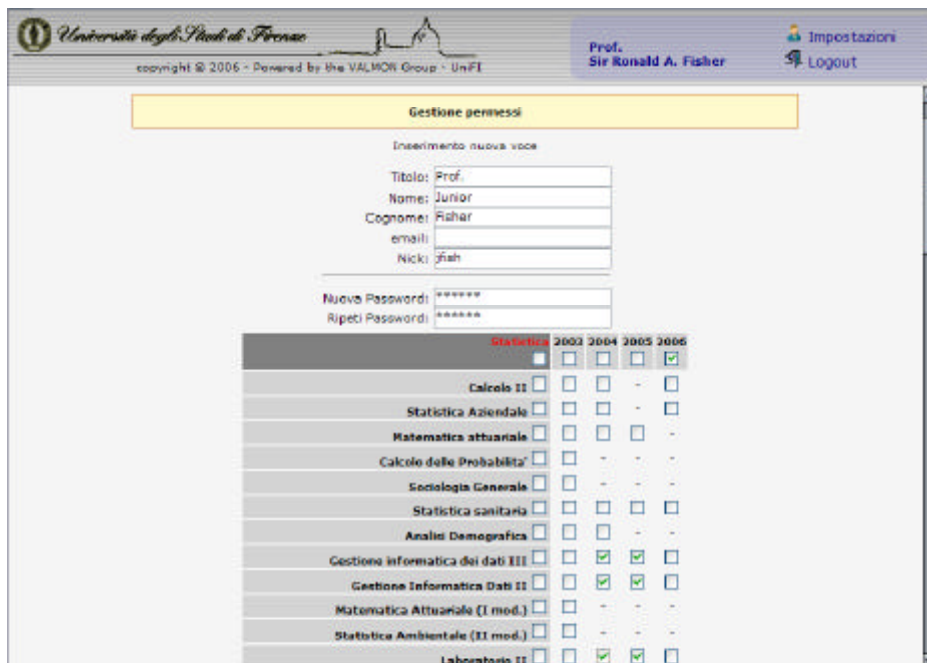 Università degli Studi di Firenze
copyright © 2006 - Powered by the VALMON Group - UniFI
Prof.
Sir Ronald A. Fisher
Impostazioni
Logout
Gestione permessi
Inserimento nuova voce
Titolo: Prof.
Nome: Junior
Cognome: Fisher
email:
Nick: jfish
Nuova Password: ******
Ripeti Password: ******
Statistica 2003 2004 2005 2006
Calcolo II -
Statistica Aziendale -
Matematica attuariale -
Calcolo delle Probabilita' - - -
Sociologia Generale - - -
Statistica sanitaria
Analisi Demografica - -
Gestione informatica dei dati III
Gestione Informatica Dati II
Matematica Attuariale (I mod.) - - -
Statistica Ambientale (II mod.) - - -
Laboratorio II